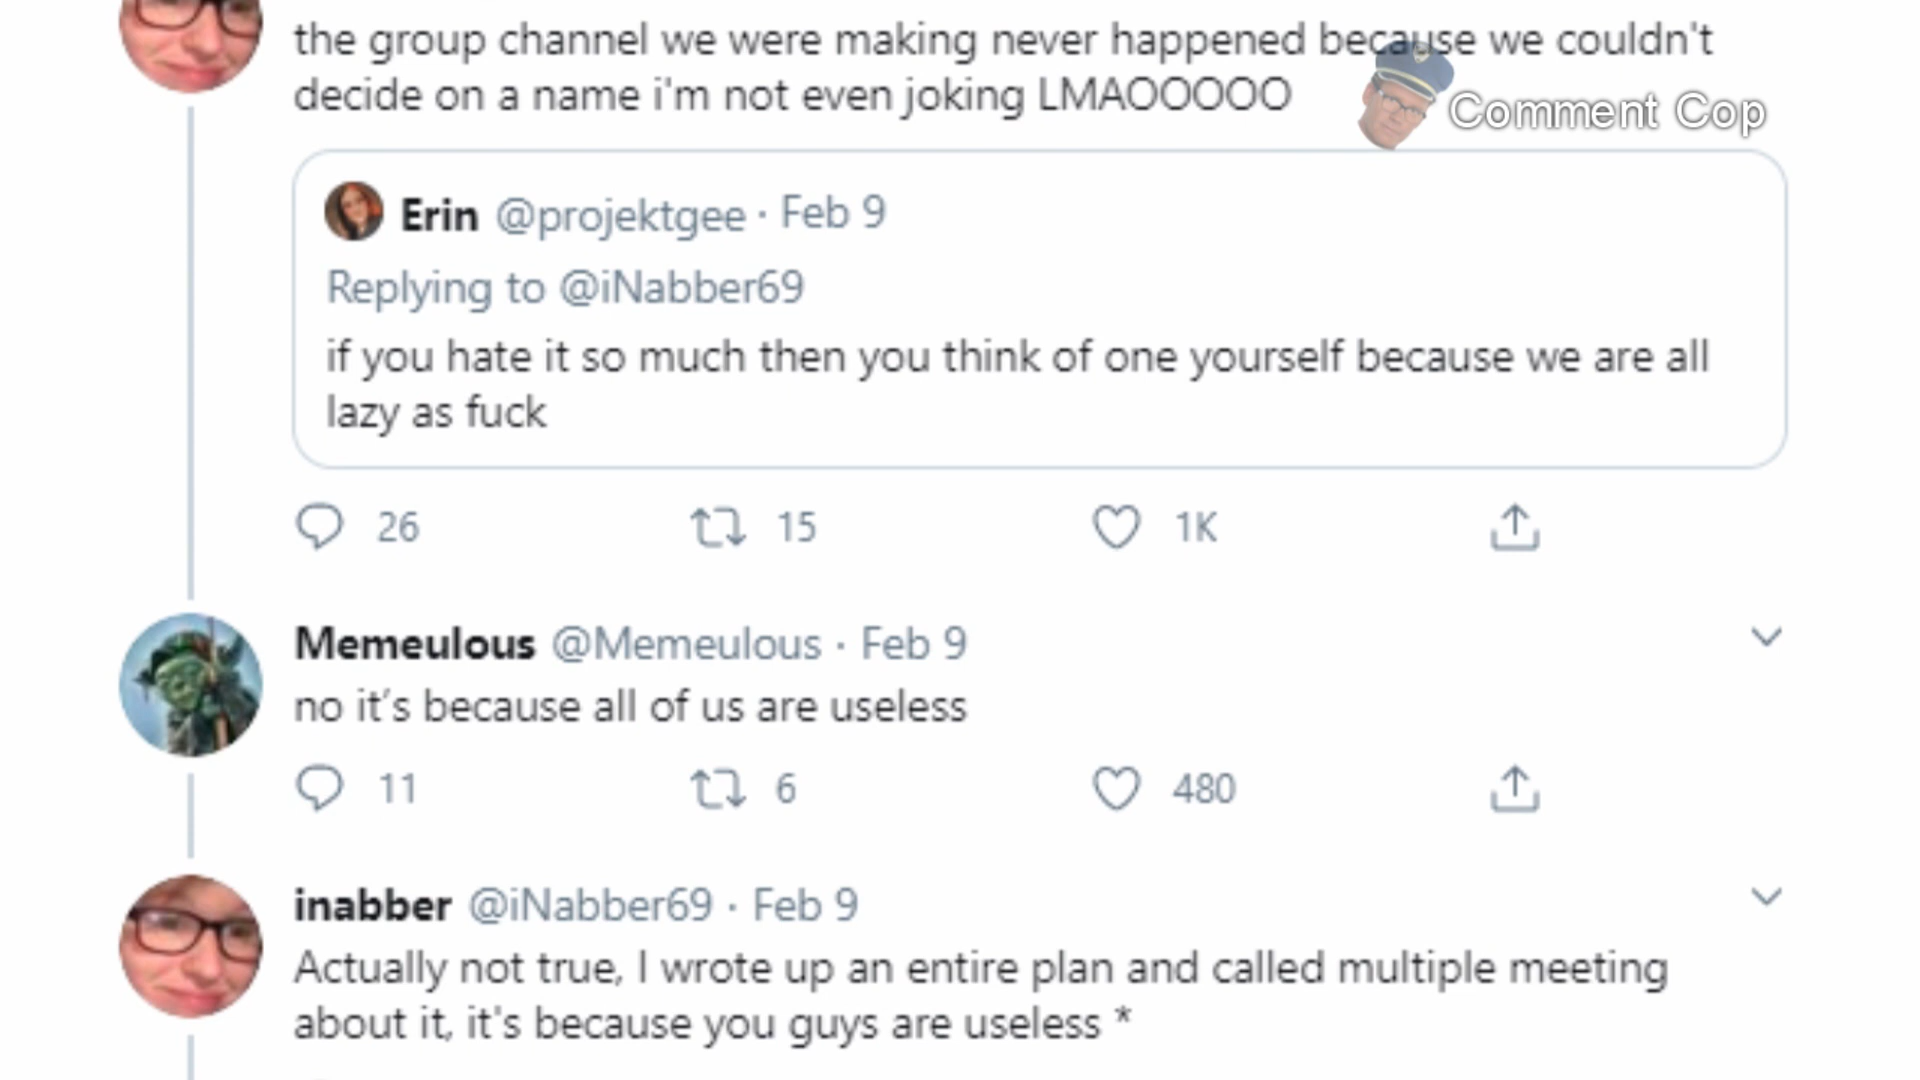 the group channel we were making never happened because we couldn't
decide on a name i'm not even joking LMAOOOOO
Comment Cop
Erin @projektgee · Feb 9
Replying to @iNabber69
if you hate it so much then you think of one yourself because we are all
lazy as fuck
26 15 1K
Memeulous @Memeulous · Feb 9
no it’s because all of us are useless
11 6 480
inabber @iNabber69 · Feb 9
Actually not true, I wrote up an entire plan and called multiple meeting
about it, it's because you guys are useless *